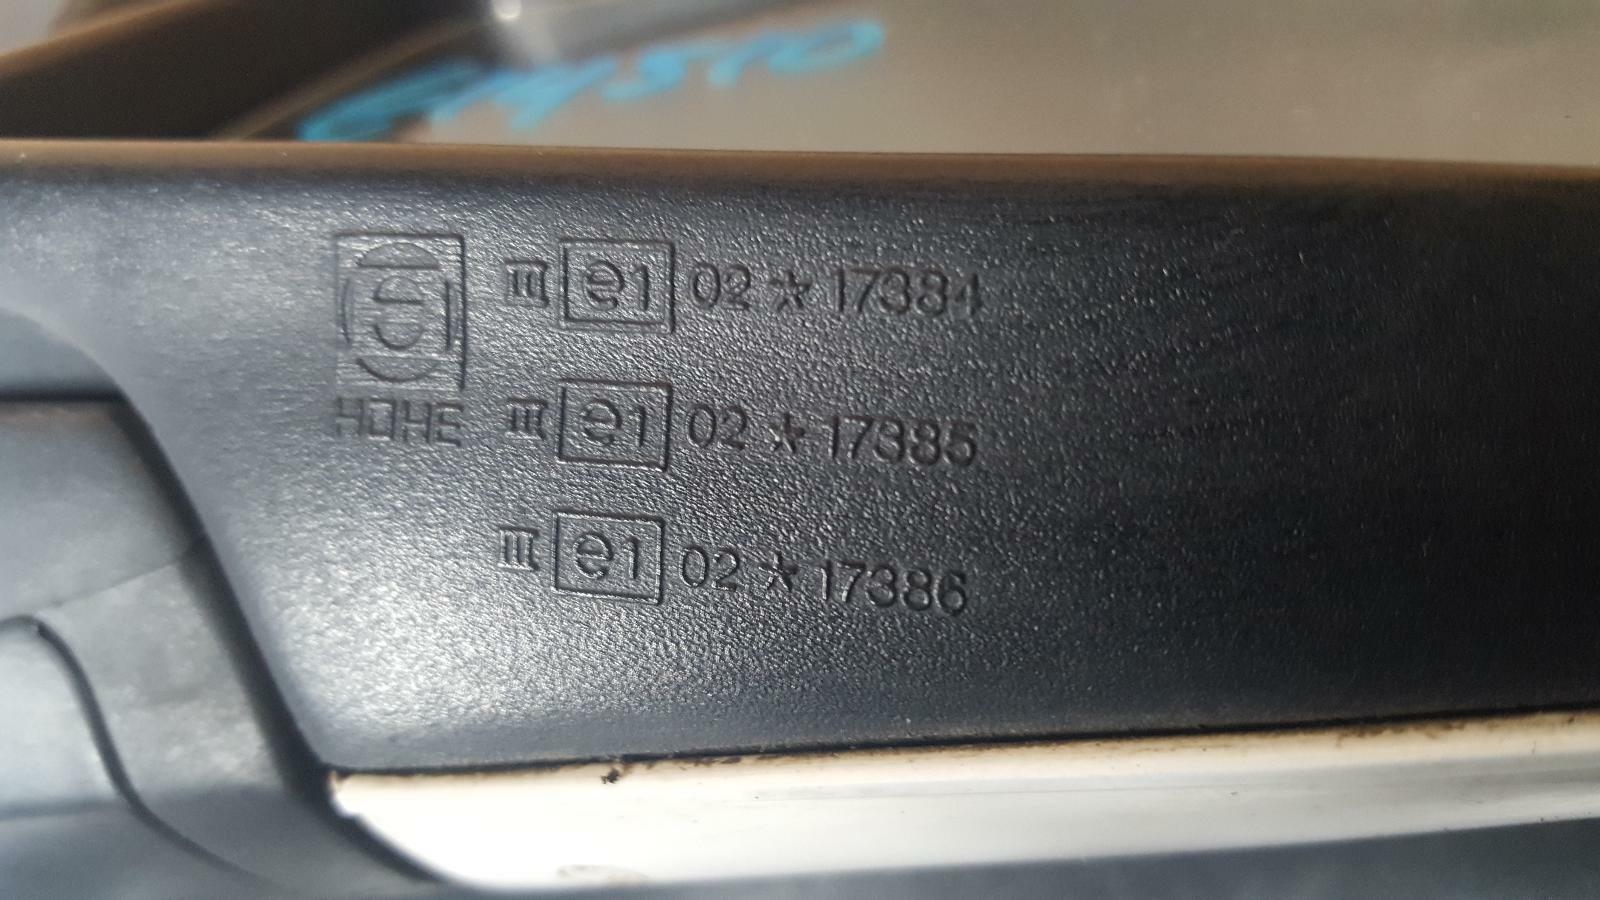 III e1 02 * 17384
HOHE III e1 02 * 17385
III e1 02 * 17386